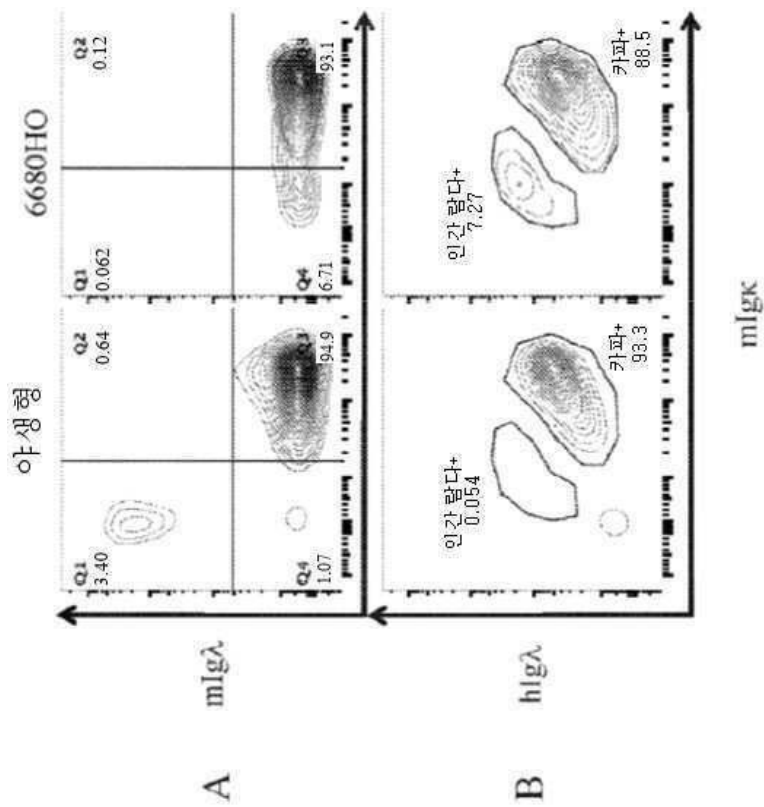 야생형
6680HO
A
mIgλ
Q1
3.40
Q2
0.64
Q4
1.07
94.9
Q1
0.062
Q2
0.12
Q4
6.71
Q3
93.1
B
hIgλ
인간 람다+
0.054
카파+
93.3
인간 람다+
7.27
카파+
88.5
mIgκ